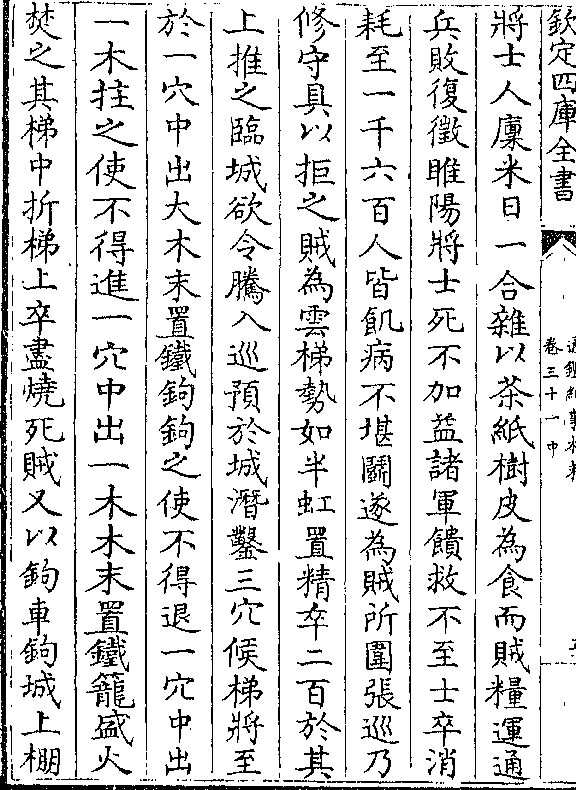 欽定四庫全書
通鑑紀事本末
卷三十一中
將士人廩米日一合雜以茶紙樹皮為食而賊糧運通
兵敗復徵睢陽將士死不加益諸軍饋救不至士卒消
耗至一千六百人皆飢病不堪鬭遂為賊所圍張巡乃
修守具以拒之賊為雲梯勢如半虹置精卒二百於其
上推之臨城欲令騰入巡預於城潛鑿三穴候梯將至
於一穴中出大木末置鐵鉤鉤之使不得退一穴中出
一木拄之使不得進一穴中出一木木末置鐵籠盛火
焚之其梯中折梯上卒盡燒死賊又以鉤車鉤城上棚